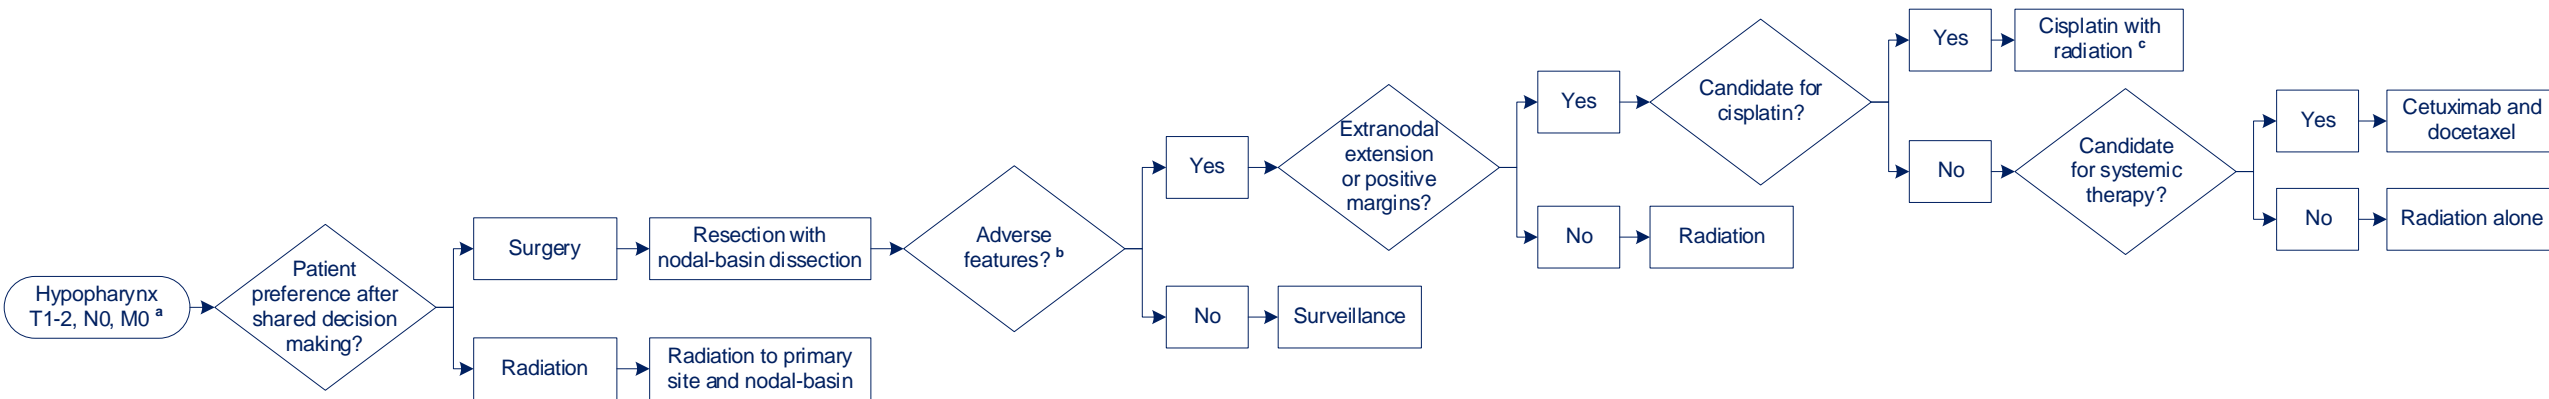 Hypopharynx
T1-2, N0, M0 a
Patient
preference after
shared decision
making?
Surgery
Resection with
nodal-basin dissection
Radiation
Radiation to primary
site and nodal-basin
Adverse
features? b
Yes
No
Surveillance
Extranodal
extension
or positive
margins?
Yes
No
Radiation
Candidate for
cisplatin?
Yes
Cisplatin with
radiation c
No
Candidate
for systemic
therapy?
Yes
Cetuximab and
docetaxel
No
Radiation alone